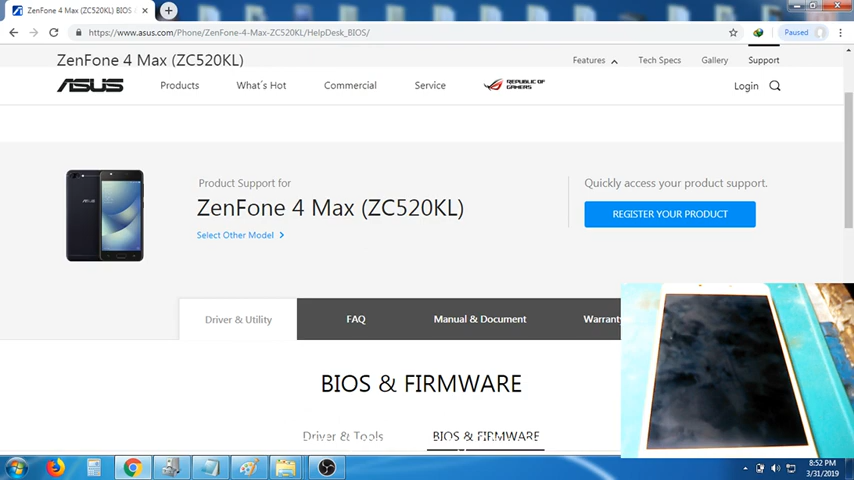 ZenFone 4 Max (ZC520KL) BIOS &
Paused
https://www.asus.com/Phone/ZenFone-4-Max-ZC520KL/HelpDesk_BIOS/
ZenFone 4 Max (ZC520KL)
Features
Tech Specs
Gallery
Support
ASUS
Products
What's Hot
Commercial
Service
REPUBLIC OF
GAMERS
Login
Product Support for
ZenFone 4 Max (ZC520KL)
Select Other Model
Quickly access your product support.
REGISTER YOUR PRODUCT
Driver & Utility
FAQ
Manual & Document
Warranty
BIOS & FIRMWARE
Driver & Tools
BIOS & FIRMWARE
8:52 PM
3/31/2019